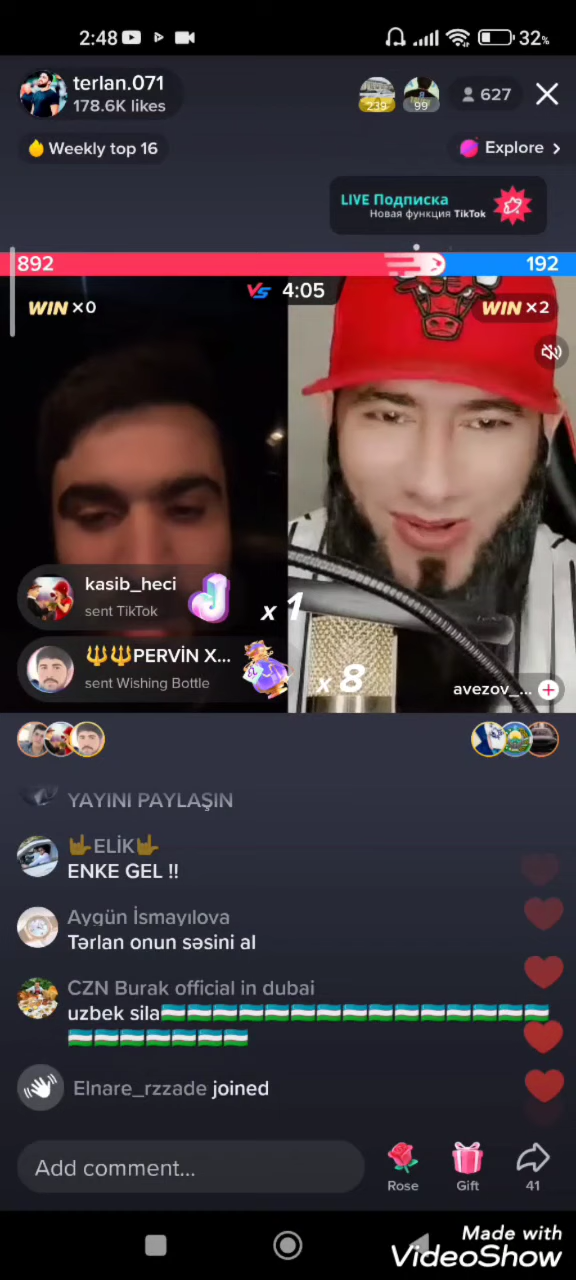 2:48
32%
terlan.071
178.6K likes
239
99
627
Weekly top 16
Explore >
LIVE Подписка
Новая функция TikTok
892
192
VS 4:05
WIN ×0
WIN ×2
kasib_heci
sent TikTok
x 1
🔱🔱PERVİN X...
sent Wishing Bottle
x 8
avezov_...
YAYINI PAYLAŞIN
🤟ELİK🤟
ENKE GEL !!
Aygün İsmayılova
Tərlan onun səsini al
CZN Burak official in dubai
uzbek sila🇺🇿🇺🇿🇺🇿🇺🇿🇺🇿🇺🇿🇺🇿🇺🇿🇺🇿🇺🇿🇺🇿🇺🇿🇺🇿🇺🇿🇺🇿
🇺🇿🇺🇿🇺🇿🇺🇿🇺🇿🇺🇿🇺🇿
Elnare_rzzade joined
Add comment...
Rose
Gift
41
Made with
VideoShow